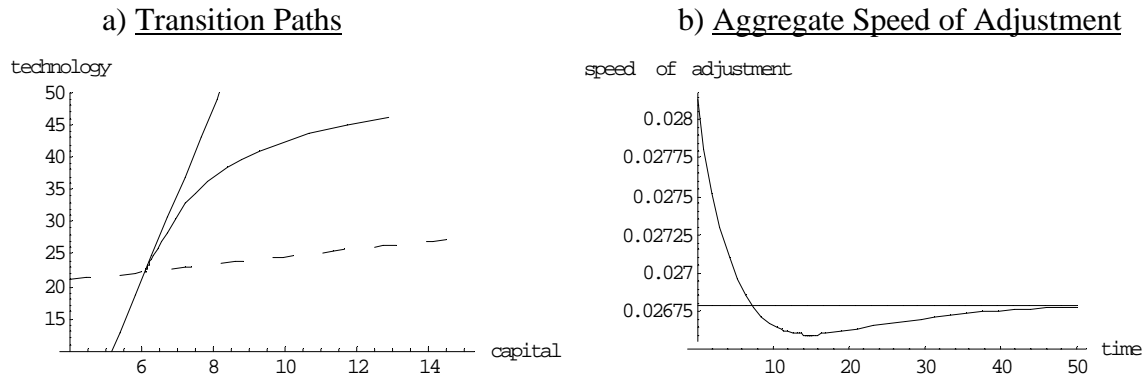 a) Transition Paths
technology
50
45
40
35
30
25
20
15
6 8 10 12 14
capital
b) Aggregate Speed of Adjustment
speed of adjustment
0.028
0.02775
0.0275
0.02725
0.027
0.02675
10 20 30 40 50
time